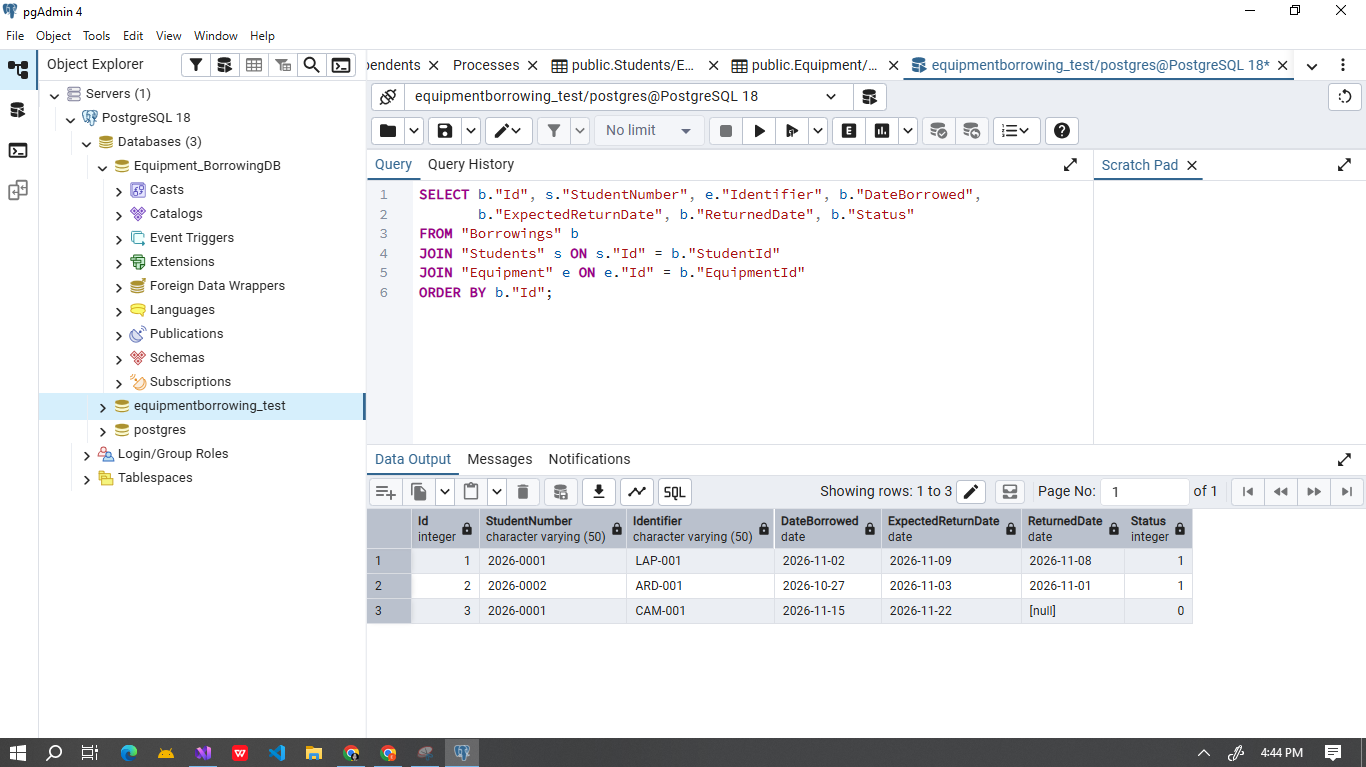 pgAdmin 4
File Object Tools Edit View Window Help
Object Explorer
pendents Processes public.Students/E... public.Equipment/... equipmentborrowing_test/postgres@PostgreSQL 18*
Servers (1)
PostgreSQL 18
Databases (3)
Equipment_BorrowingDB
Casts
Catalogs
Event Triggers
Extensions
Foreign Data Wrappers
Languages
Publications
Schemas
Subscriptions
equipmentborrowing_test
postgres
Login/Group Roles
Tablespaces
equipmentborrowing_test/postgres@PostgreSQL 18
No limit
E
Query Query History
Scratch Pad
1 SELECT b."Id", s."StudentNumber", e."Identifier", b."DateBorrowed",
2 b."ExpectedReturnDate", b."ReturnedDate", b."Status"
3 FROM "Borrowings" b
4 JOIN "Students" s ON s."Id" = b."StudentId"
5 JOIN "Equipment" e ON e."Id" = b."EquipmentId"
6 ORDER BY b."Id";
Data Output Messages Notifications
SQL Showing rows: 1 to 3 Page No: 1 of 1
Id StudentNumber Identifier DateBorrowed ExpectedReturnDate ReturnedDate Status
integer character varying (50) character varying (50) date date date integer
1 1 2026-0001 LAP-001 2026-11-02 2026-11-09 2026-11-08 1
2 2 2026-0002 ARD-001 2026-10-27 2026-11-03 2026-11-01 1
3 3 2026-0001 CAM-001 2026-11-15 2026-11-22 [null] 0
4:44 PM